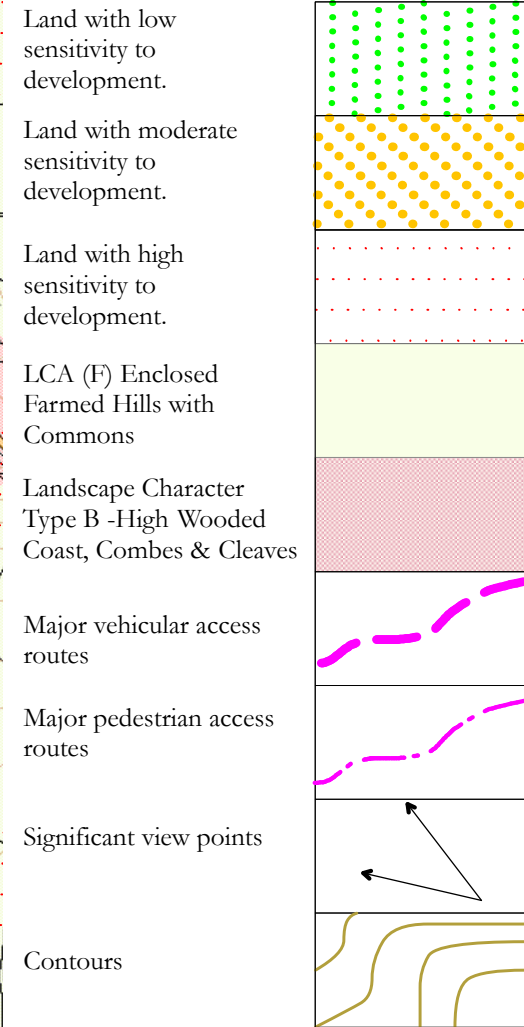 Land with low
sensitivity to
development.
Land with moderate
sensitivity to
development.
Land with high
sensitivity to
development.
LCA (F) Enclosed
Farmed Hills with
Commons
Landscape Character
Type B -High Wooded
Coast, Combes & Cleaves
Major vehicular access
routes
Major pedestrian access
routes
Significant view points
Contours